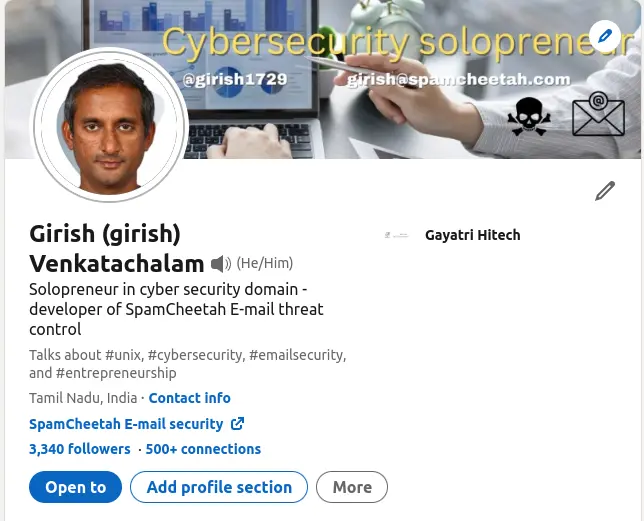 Cybersecurity solopreneur
@girish1729
girish@spamcheetah.com
Girish (girish)
Venkatachalam (He/Him)
Gayatri Hitech
Solopreneur in cyber security domain -
developer of SpamCheetah E-mail threat
control
Talks about #unix, #cybersecurity, #emailsecurity,
and #entrepreneurship
Tamil Nadu, India · Contact info
SpamCheetah E-mail security
3,340 followers · 500+ connections
Open to
Add profile section
More